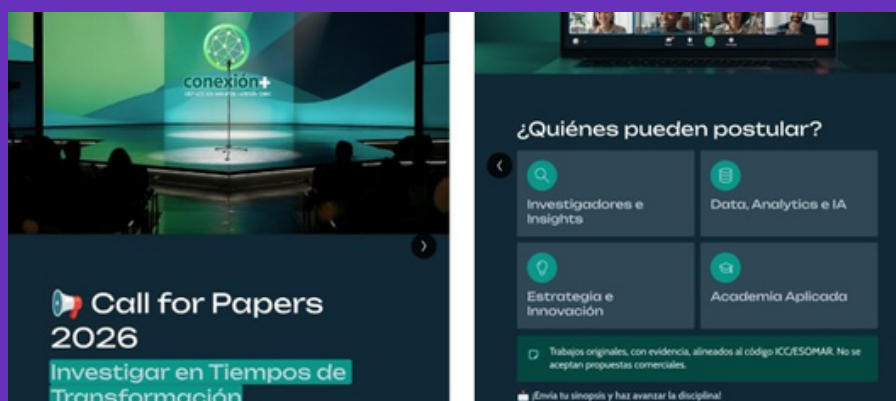 conexión+
📢 Call for Papers
2026
Investigar en Tiempos de
Transformación
¿Quiénes pueden postular?
Investigadores e
Insights
Data, Analytics e IA
Estrategia e
Innovación
Academia Aplicada
Trabajos originales, con evidencia, alineados al código ICC/ESOMAR. No se
aceptan propuestas comerciales.
📩 ¡Envía tu sinopsis y haz avanzar la disciplina!